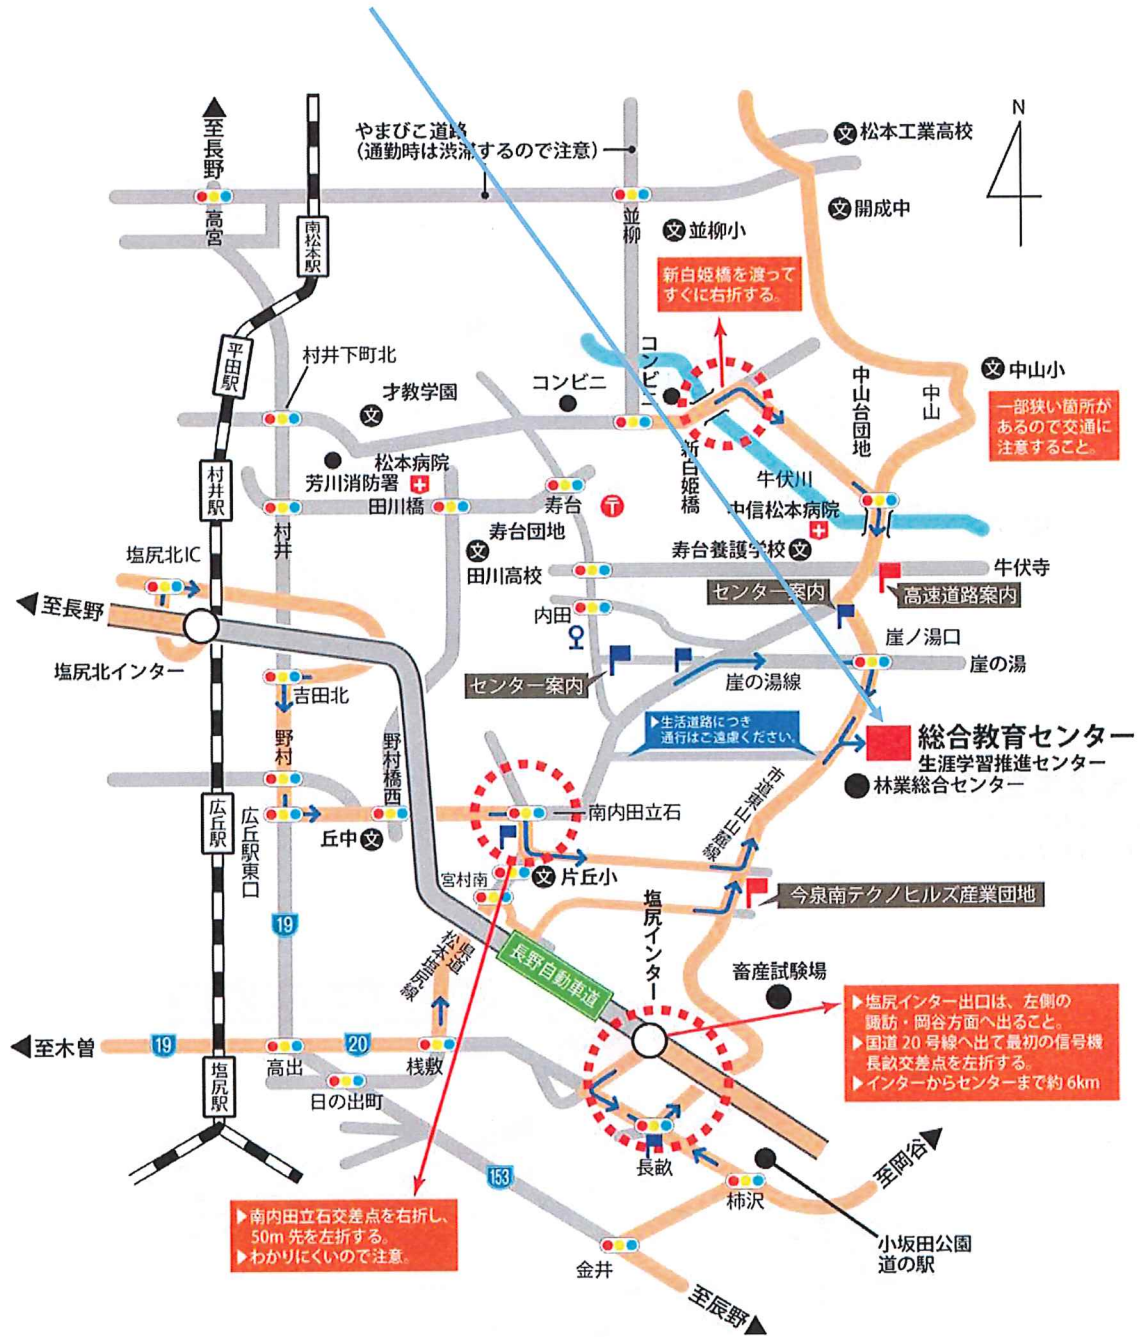 N
至長野
やまびこ道路
（通勤時は渋滞するので注意）
文 松本工業高校
高宮
南松本駅
並柳
文 開成中
文 並柳小
新白姫橋を渡って
すぐに右折する。
平田駅
村井下町北
才教学園
文
コンビニ
コンビニ
中山台団地
中山
文 中山小
一部狭い箇所が
あるので交通に
注意すること。
松本病院
芳川消防署
村井駅
田川橋
寿台
新白姫橋
牛伏川
中信松本病院
村井
寿台団地
文
田川高校
寿台養護学校 文
塩尻北IC
牛伏寺
センター案内
高速道路案内
至長野
内田
崖ノ湯口
塩尻北インター
吉田北
センター案内
崖の湯線
崖の湯
▶生活道路につき
通行はご遠慮ください。
総合教育センター
生涯学習推進センター
林業総合センター
野村
野村橋西
市道東山山麓線
広丘駅
広丘駅東口
丘中 文
南内田立石
宮村南
文 片丘小
今泉南テクノヒルズ産業団地
19
県道
松本塩尻線
長野自動車道
塩尻インター
畜産試験場
▶塩尻インター出口は、左側の
諏訪・岡谷方面へ出ること。
▶国道20号線へ出て最初の信号機
長畝交差点を左折する。
▶インターからセンターまで約6km
至木曽
19
20
高出
桟敷
塩尻駅
日の出町
長畝
至岡谷
153
柿沢
▶南内田立石交差点を右折し、
50m先を左折する。
▶わかりにくいので注意。
小坂田公園
道の駅
金井
至辰野